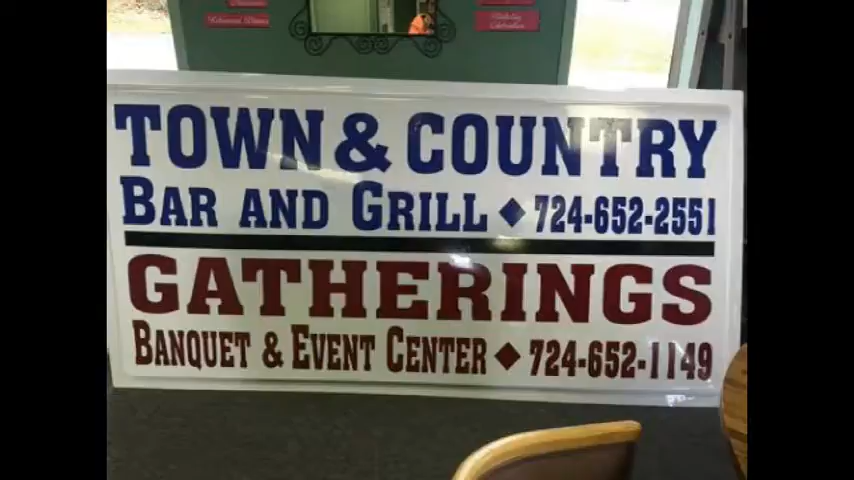 TOWN & COUNTRY
BAR AND GRILL ◆ 724-652-2551
GATHERINGS
BANQUET & EVENT CENTER ◆ 724-652-1149